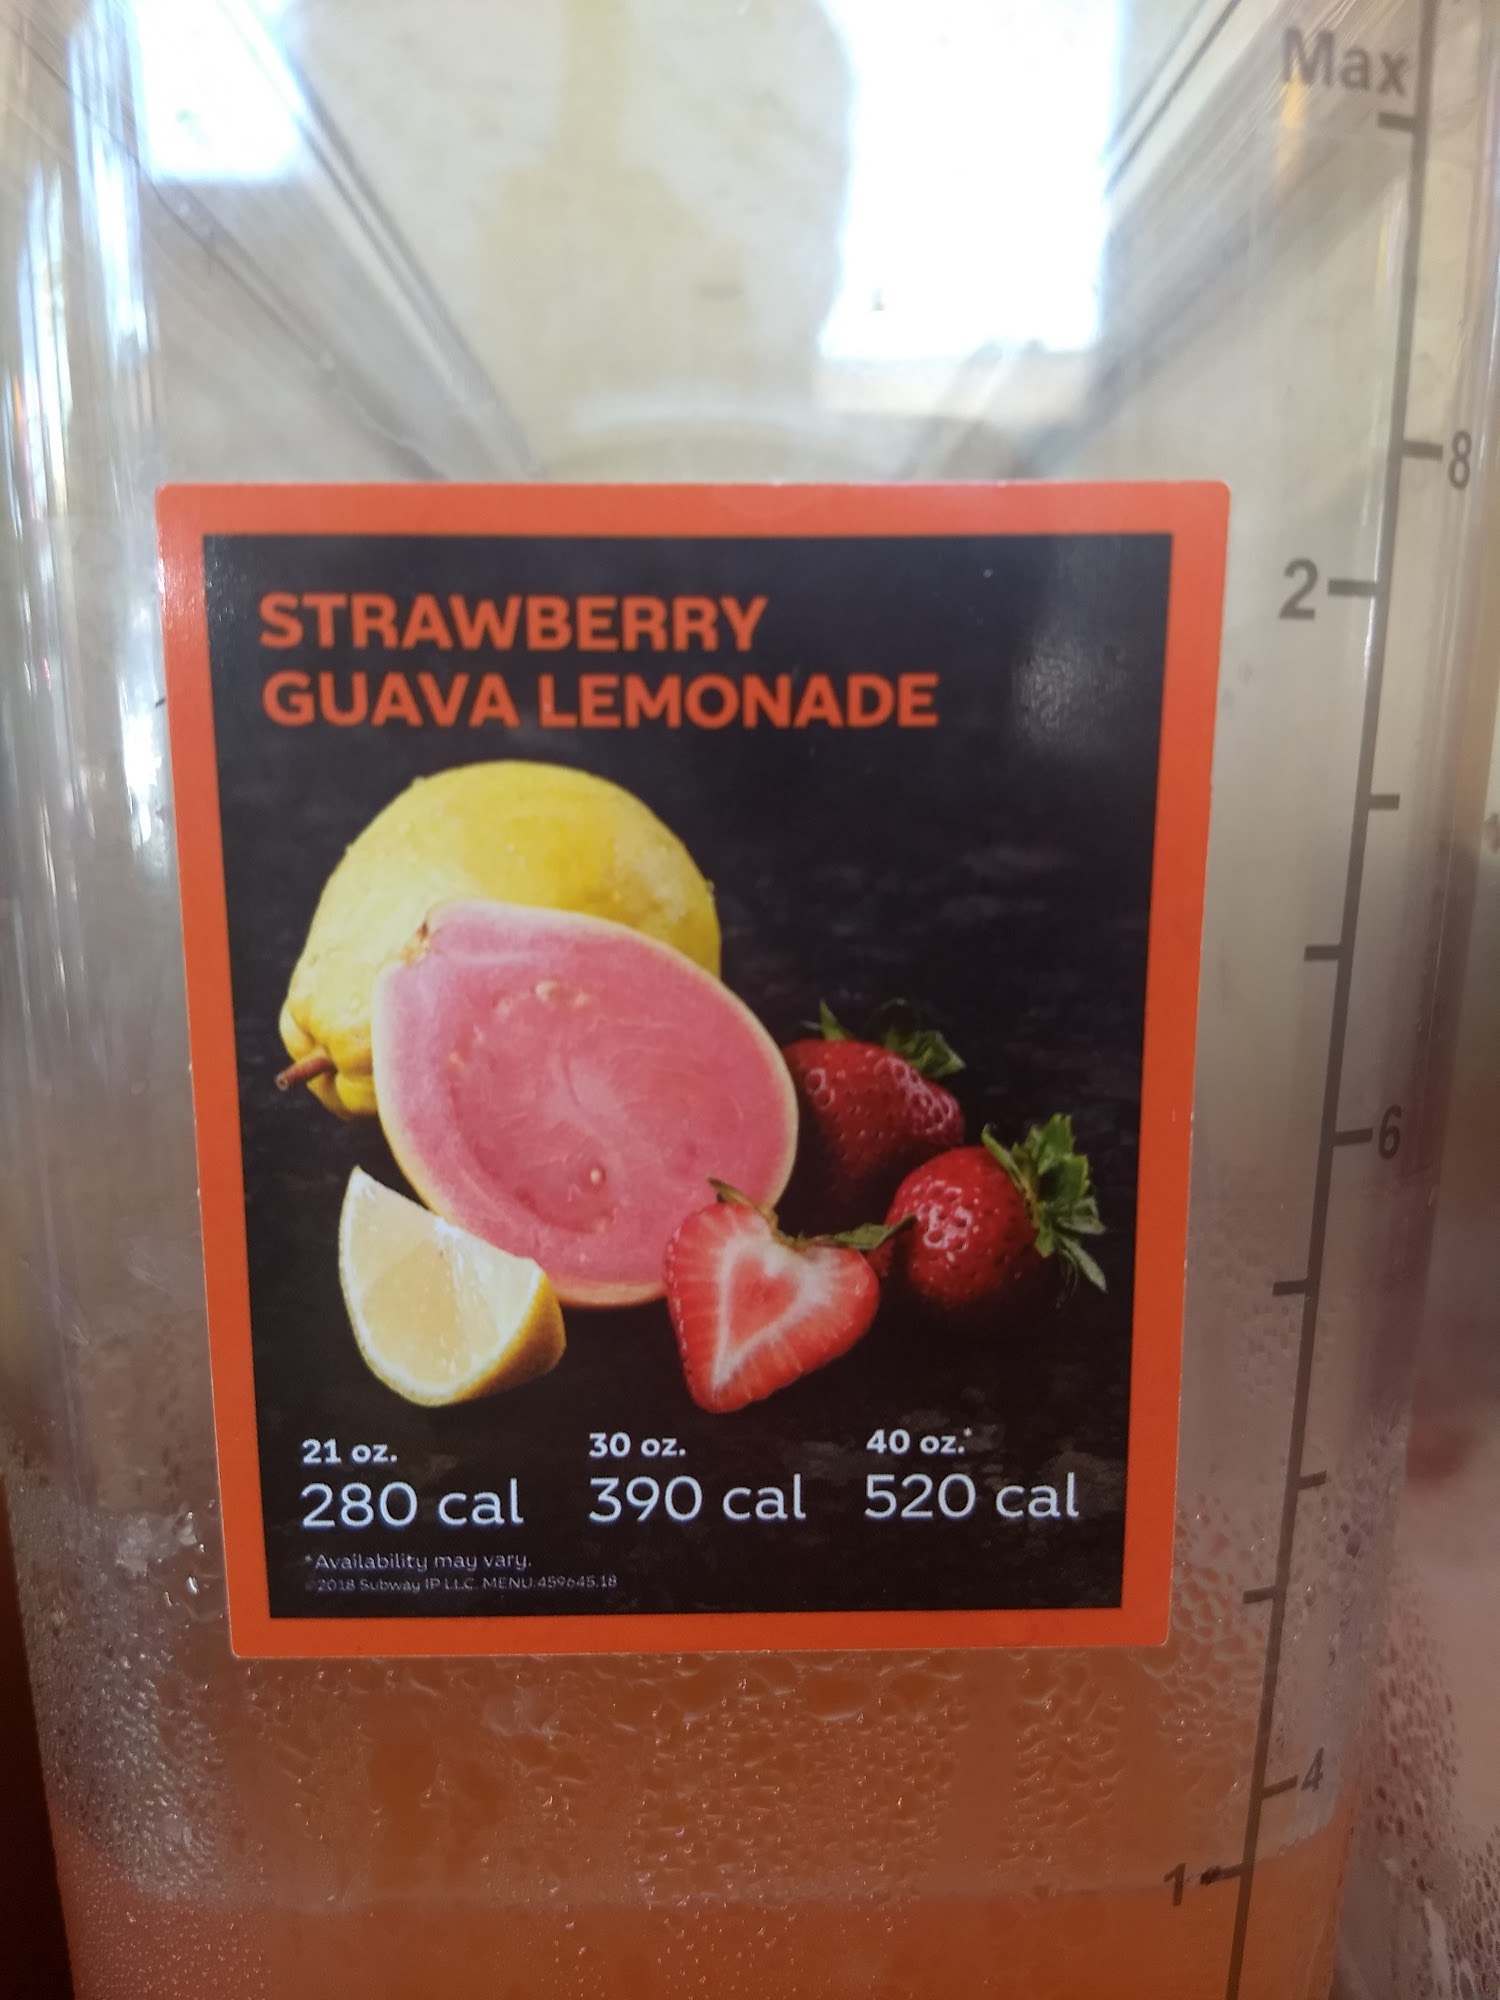 Max
8
2
STRAWBERRY
GUAVA LEMONADE
6
21 oz. 30 oz. 40 oz.*
280 cal 390 cal 520 cal
*Availability may vary.
©2018 Subway IP LLC. MENU:459645.18
4
1